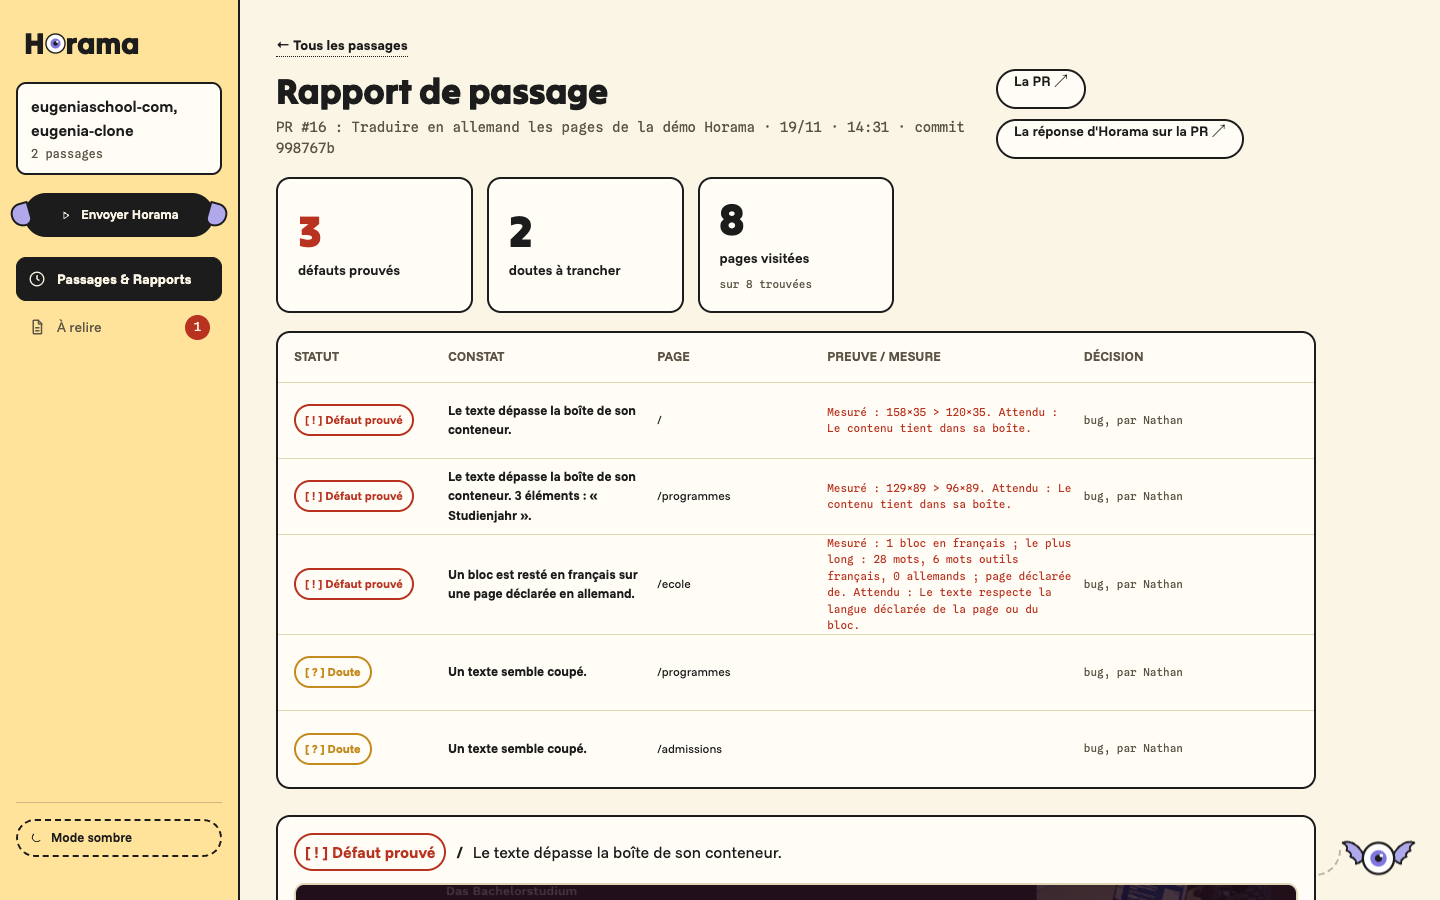 Horama
eugeniaschool-com,
eugenia-clone
2 passages
Envoyer Horama
Passages & Rapports
À relire
1
Mode sombre
← Tous les passages
Rapport de passage
PR #16 : Traduire en allemand les pages de la démo Horama · 19/11 · 14:31 · commit
998767b
La PR ↗
La réponse d'Horama sur la PR ↗
3
défauts prouvés
2
doutes à trancher
8
pages visitées
sur 8 trouvées
STATUT CONSTAT PAGE PREUVE / MESURE DÉCISION
[ ! ] Défaut prouvé
Le texte dépasse la boîte de son
conteneur.
/
Mesuré : 158×35 > 120×35. Attendu :
Le contenu tient dans sa boîte.
bug, par Nathan
[ ! ] Défaut prouvé
Le texte dépasse la boîte de son
conteneur. 3 éléments : «
Studienjahr ».
/programmes
Mesuré : 129×89 > 96×89. Attendu : Le
contenu tient dans sa boîte.
bug, par Nathan
[ ! ] Défaut prouvé
Un bloc est resté en français sur
une page déclarée en allemand.
/ecole
Mesuré : 1 bloc en français ; le plus
long : 28 mots, 6 mots outils
français, 0 allemands ; page déclarée
de. Attendu : Le texte respecte la
langue déclarée de la page ou du
bloc.
bug, par Nathan
[ ? ] Doute
Un texte semble coupé.
/programmes
bug, par Nathan
[ ? ] Doute
Un texte semble coupé.
/admissions
bug, par Nathan
[ ! ] Défaut prouvé / Le texte dépasse la boîte de son conteneur.
Das Bachelorstudium